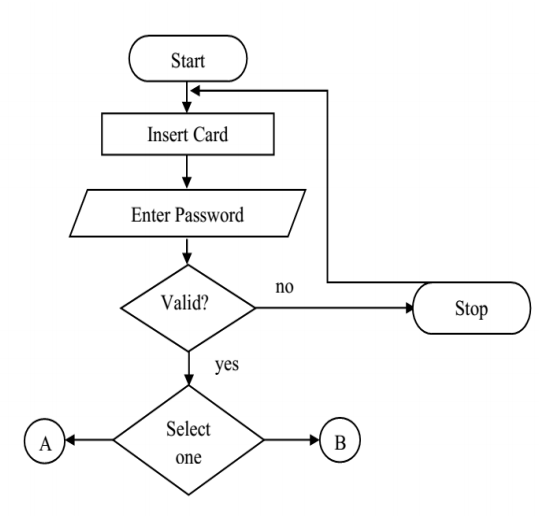 Start
Insert Card
Enter Password
Valid?
no
Stop
yes
Select
one
A
B